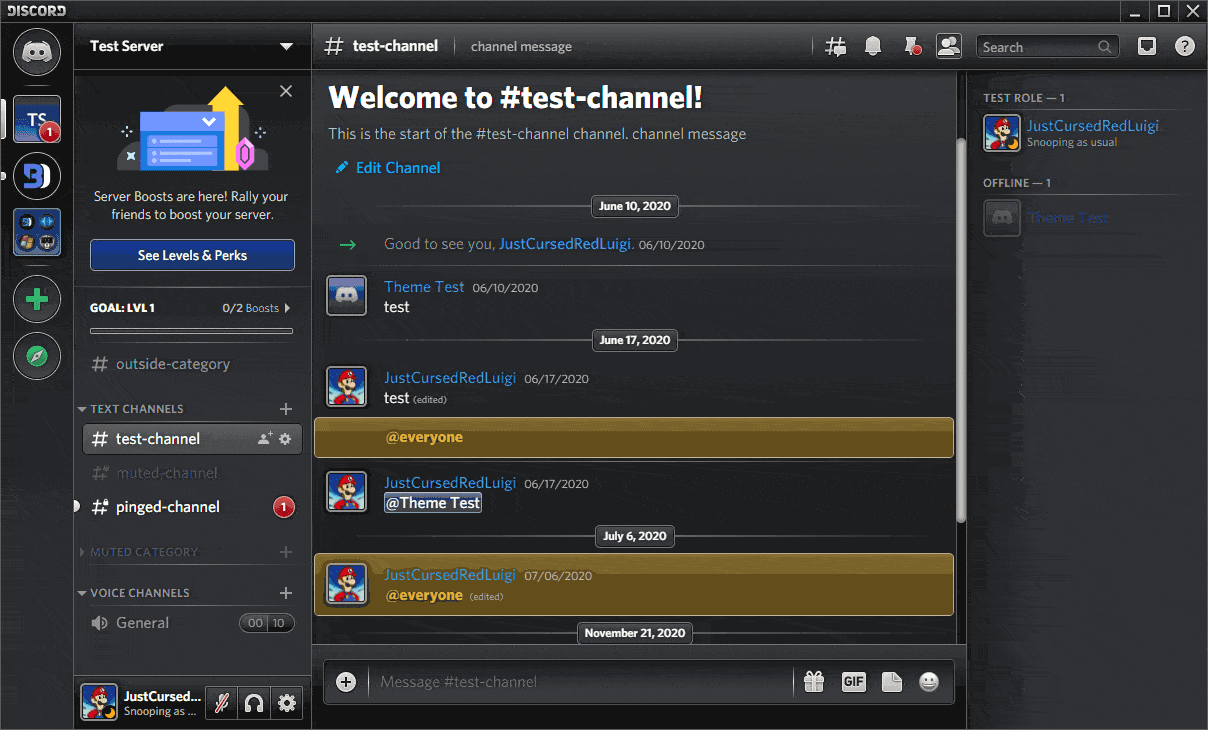 DISCORD
TS
1
Test Server
Server Boosts are here! Rally your
friends to boost your server.
See Levels & Perks
GOAL: LVL 1 0/2 Boosts
# outside-category
TEXT CHANNELS
# test-channel
# muted-channel
# pinged-channel 1
MUTED CATEGORY
VOICE CHANNELS
General 00 10
JustCursed...
Snooping as ...
# test-channel channel message
Search
?
Welcome to #test-channel!
This is the start of the #test-channel channel. channel message
Edit Channel
June 10, 2020
Good to see you, JustCursedRedLuigi. 06/10/2020
Theme Test 06/10/2020
test
June 17, 2020
JustCursedRedLuigi 06/17/2020
test (edited)
@everyone
JustCursedRedLuigi 06/17/2020
@Theme Test
July 6, 2020
JustCursedRedLuigi 07/06/2020
@everyone (edited)
November 21, 2020
Message #test-channel
GIF
TEST ROLE — 1
JustCursedRedLuigi
Snooping as usual
OFFLINE — 1
Theme Test